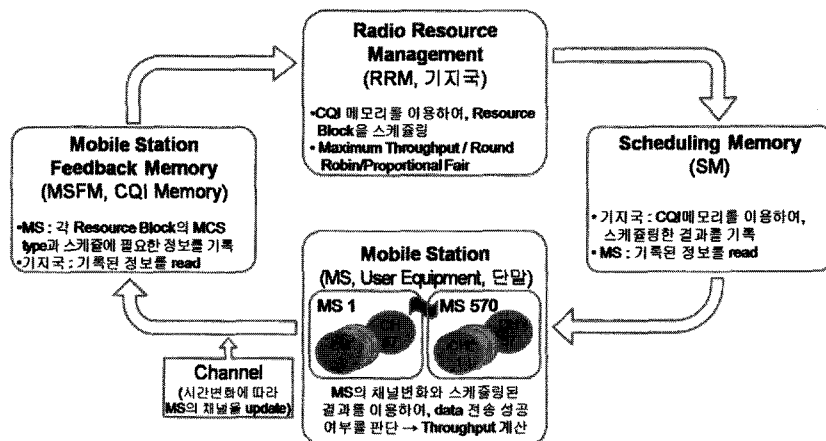 Radio Resource
Management
(RRM, 기지국)
•CQI 메모리를 이용하여, Resource
Block을 스케쥴링
• Maximum Throughput / Round
Robin/Proportional Fair
Mobile Station
Feedback Memory
(MSFM, CQI Memory)
•MS : 각 Resource Block의 MCS
type과 스케쥴에 필요한 정보를 기록
•기지국 : 기록된 정보를 read
Scheduling Memory
(SM)
• 기지국 : CQI메모리를 이용하여,
스케쥴링한 결과를 기록
• MS : 기록된 정보를 read
Mobile Station
(MS, User Equipment, 단말)
MS 1
MS 570
MS의 채널변화와 스케쥴링된
결과를 이용하여, data 전송 성공
여부를 판단 → Throughput 계산
Channel
(시간변화에 따라
MS의 채널을 update)